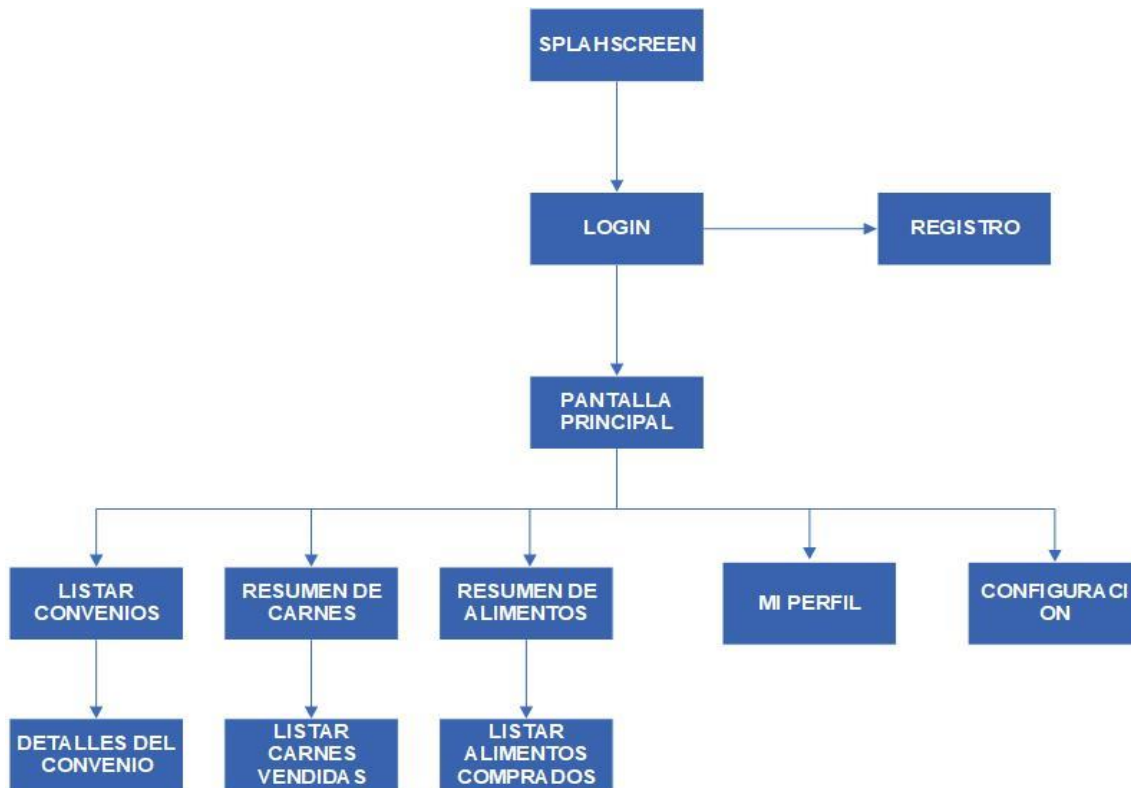 SPLAHSCREEN
LOGIN
REGISTRO
PANTALLA
PRINCIPAL
LISTAR
CONVENIOS
RESUMEN DE
CARNES
RESUMEN DE
ALIMENTOS
MI PERFIL
CONFIGURACI
ON
DETALLES DEL
CONVENIO
LISTAR
CARNES
VENDIDAS
LISTAR
ALIMENTOS
COMPRADOS